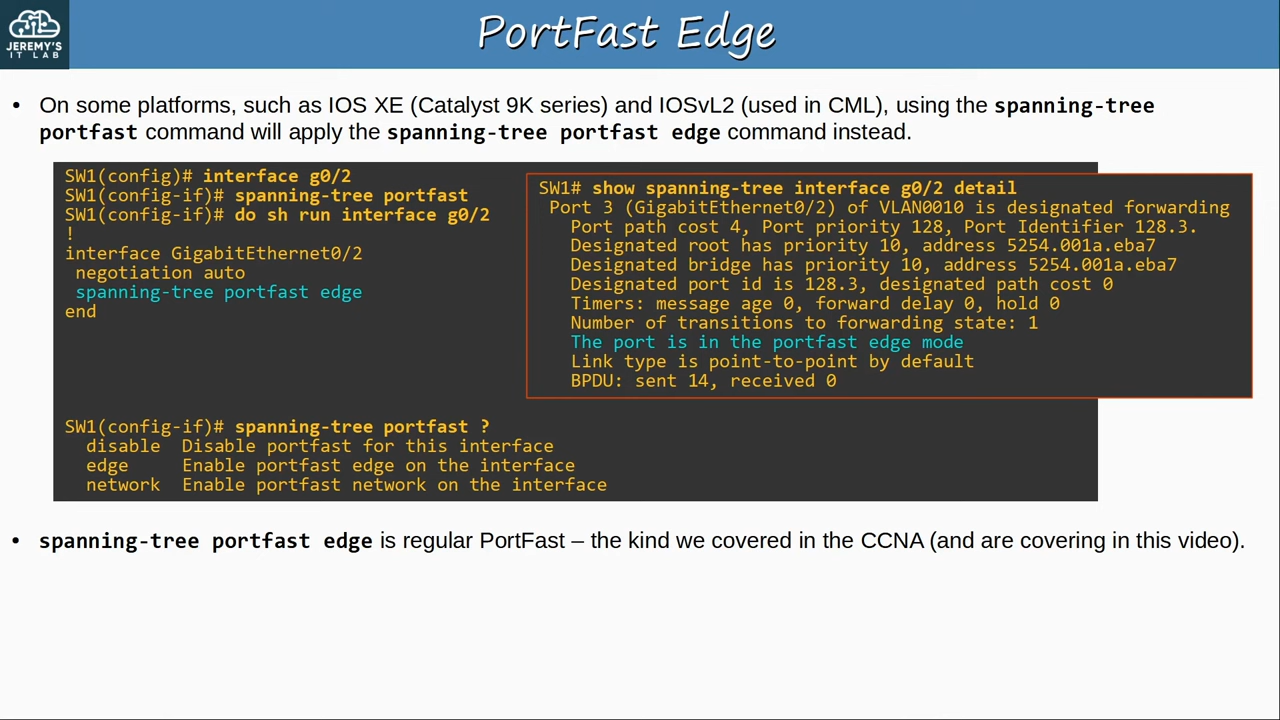 JEREMY'S
IT LAB
PortFast Edge
• On some platforms, such as IOS XE (Catalyst 9K series) and IOSvL2 (used in CML), using the spanning-tree
portfast command will apply the spanning-tree portfast edge command instead.
SW1(config)# interface g0/2
SW1(config-if)# spanning-tree portfast
SW1(config-if)# do sh run interface g0/2
!
interface GigabitEthernet0/2
negotiation auto
spanning-tree portfast edge
end
SW1# show spanning-tree interface g0/2 detail
Port 3 (GigabitEthernet0/2) of VLAN0010 is designated forwarding
Port path cost 4, Port priority 128, Port Identifier 128.3.
Designated root has priority 10, address 5254.001a.eba7
Designated bridge has priority 10, address 5254.001a.eba7
Designated port id is 128.3, designated path cost 0
Timers: message age 0, forward delay 0, hold 0
Number of transitions to forwarding state: 1
The port is in the portfast edge mode
Link type is point-to-point by default
BPDU: sent 14, received 0
SW1(config-if)# spanning-tree portfast ?
disable Disable portfast for this interface
edge Enable portfast edge on the interface
network Enable portfast network on the interface
• spanning-tree portfast edge is regular PortFast – the kind we covered in the CCNA (and are covering in this video).